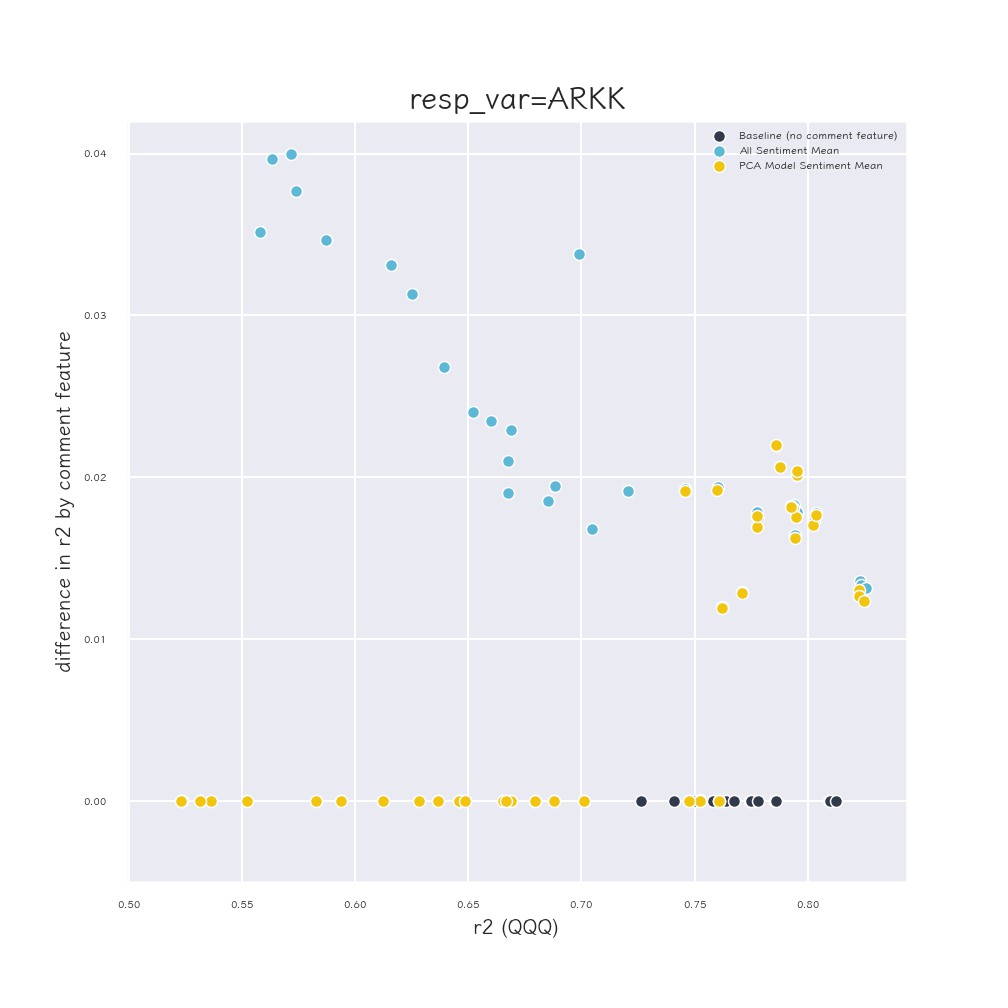 resp_var=ARKK
Baseline (no comment feature)
All Sentiment Mean
PCA Model Sentiment Mean
difference in r2 by comment feature
0.04
0.03
0.02
0.01
0.00
0.50 0.55 0.60 0.65 0.70 0.75 0.80
r2 (QQQ)